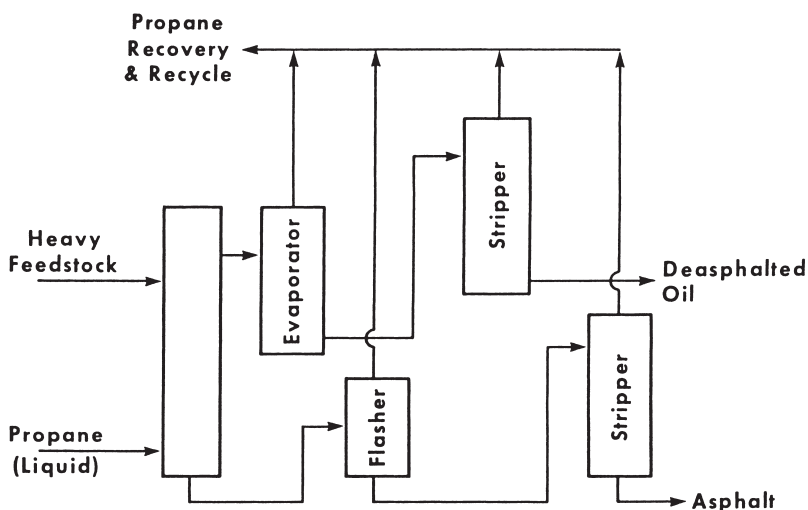 Propane
Recovery
& Recycle
Stripper
Heavy
Feedstock
Evaporator
Deasphalted
Oil
Propane
(Liquid)
Flasher
Stripper
Asphalt